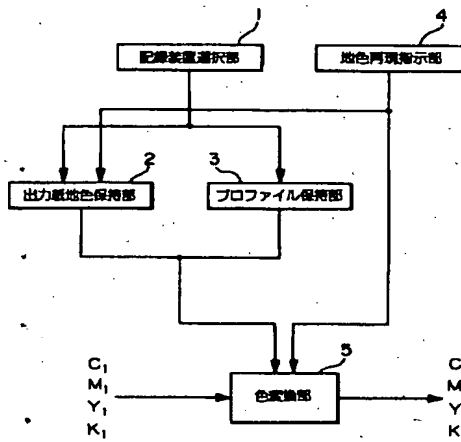 1
記録装置選択部
4
地色再現指示部
2
出力紙地色保持部
3
プロファイル保持部
5
色変換部
C₁
M₁
Y₁
K₁
C
M
Y
K